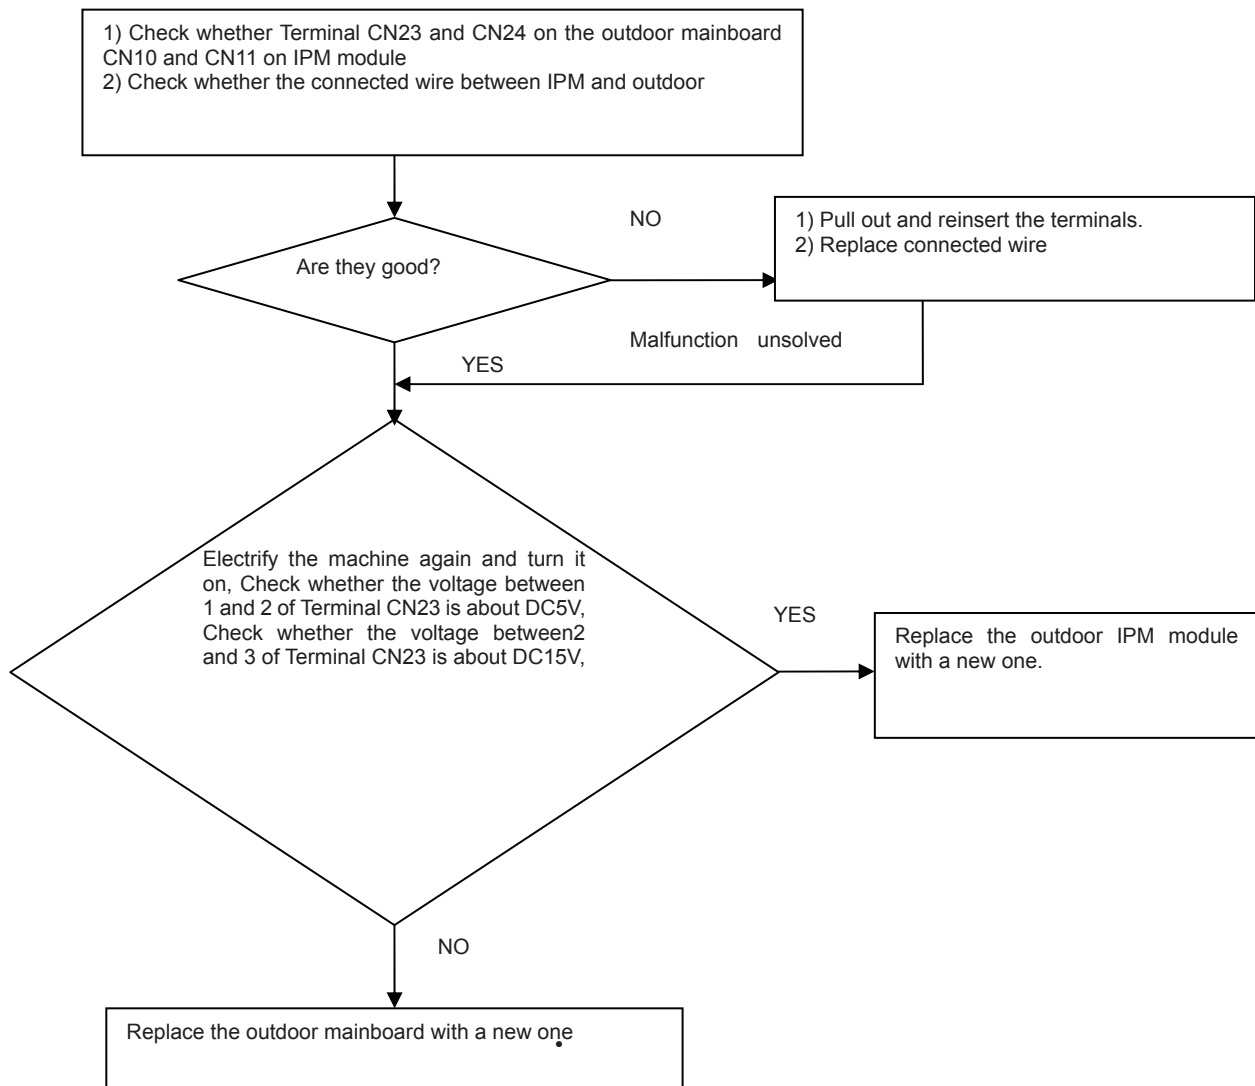 1) Check whether Terminal CN23 and CN24 on the outdoor mainboard
CN10 and CN11 on IPM module
2) Check whether the connected wire between IPM and outdoor
NO
1) Pull out and reinsert the terminals.
2) Replace connected wire
Are they good?
Malfunction unsolved
YES
Electrify the machine again and turn it
on, Check whether the voltage between
1 and 2 of Terminal CN23 is about DC5V,
Check whether the voltage between2
and 3 of Terminal CN23 is about DC15V,
YES
Replace the outdoor IPM module
with a new one.
NO
Replace the outdoor mainboard with a new one